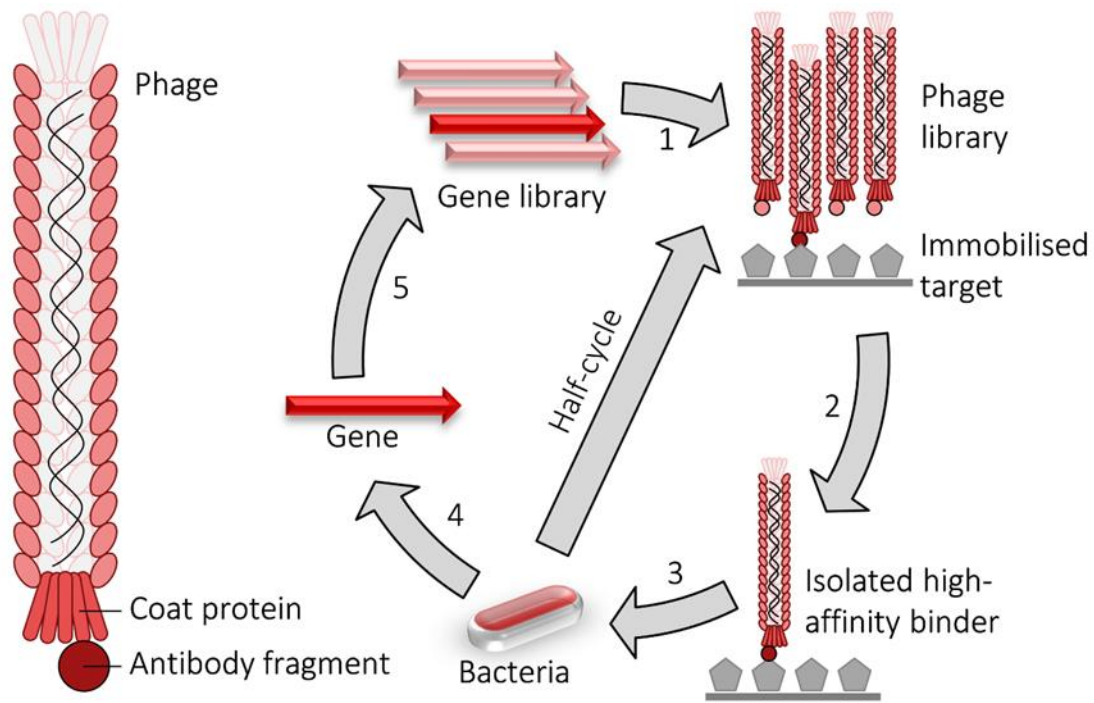 Phage
Coat protein
Antibody fragment
Gene library
1
Phage
library
Immobilised
target
2
Isolated high-
affinity binder
3
Bacteria
4
Gene
5
Half-cycle